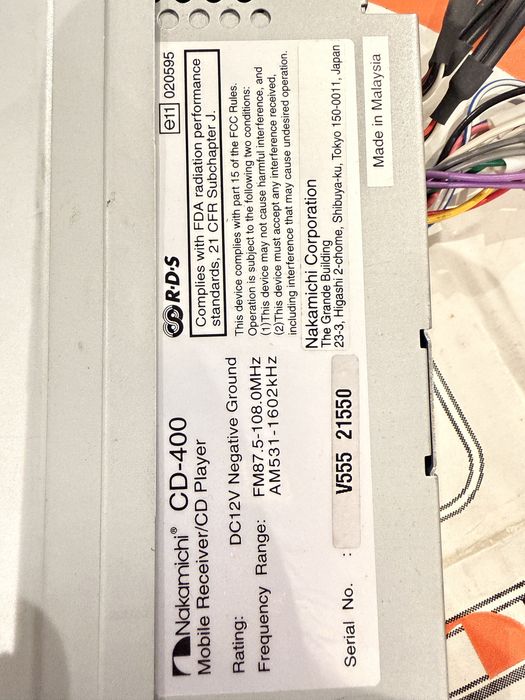 Nakamichi® CD-400
Mobile Receiver/CD Player
Rating: DC12V Negative Ground
Frequency Range: FM87.5-108.0MHz
AM531-1602kHz
Serial No. : V555 21550
R·D·S
e11 020595
Complies with FDA radiation performance
standards, 21 CFR Subchapter J.
This device complies with part 15 of the FCC Rules.
Operation is subject to the following two conditions:
(1)This device may not cause harmful interference, and
(2)This device must accept any interference received,
including interference that may cause undesired operation.
Nakamichi Corporation
The Grande Building
23-3, Higashi 2-chome, Shibuya-ku, Tokyo 150-0011, Japan
Made in Malaysia